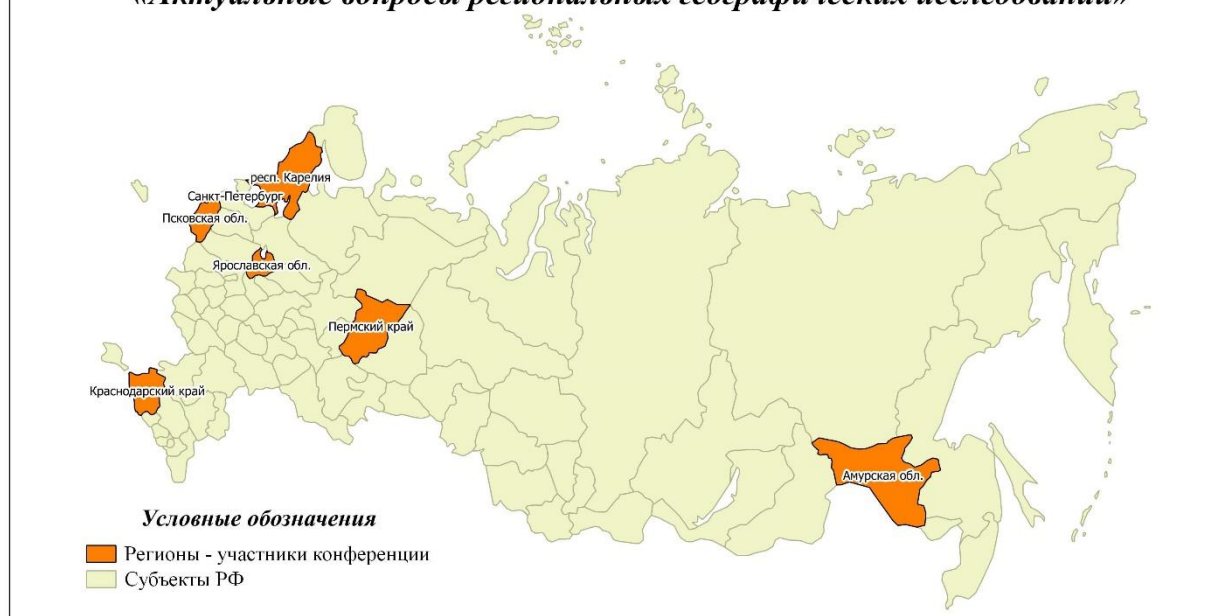 «Актуальные вопросы региональных географических исследований»
респ. Карелия
Санкт-Петербург
Псковская обл.
Ярославская обл.
Пермский край
Краснодарский край
Амурская обл.
Условные обозначения
Регионы - участники конференции
Субъекты РФ